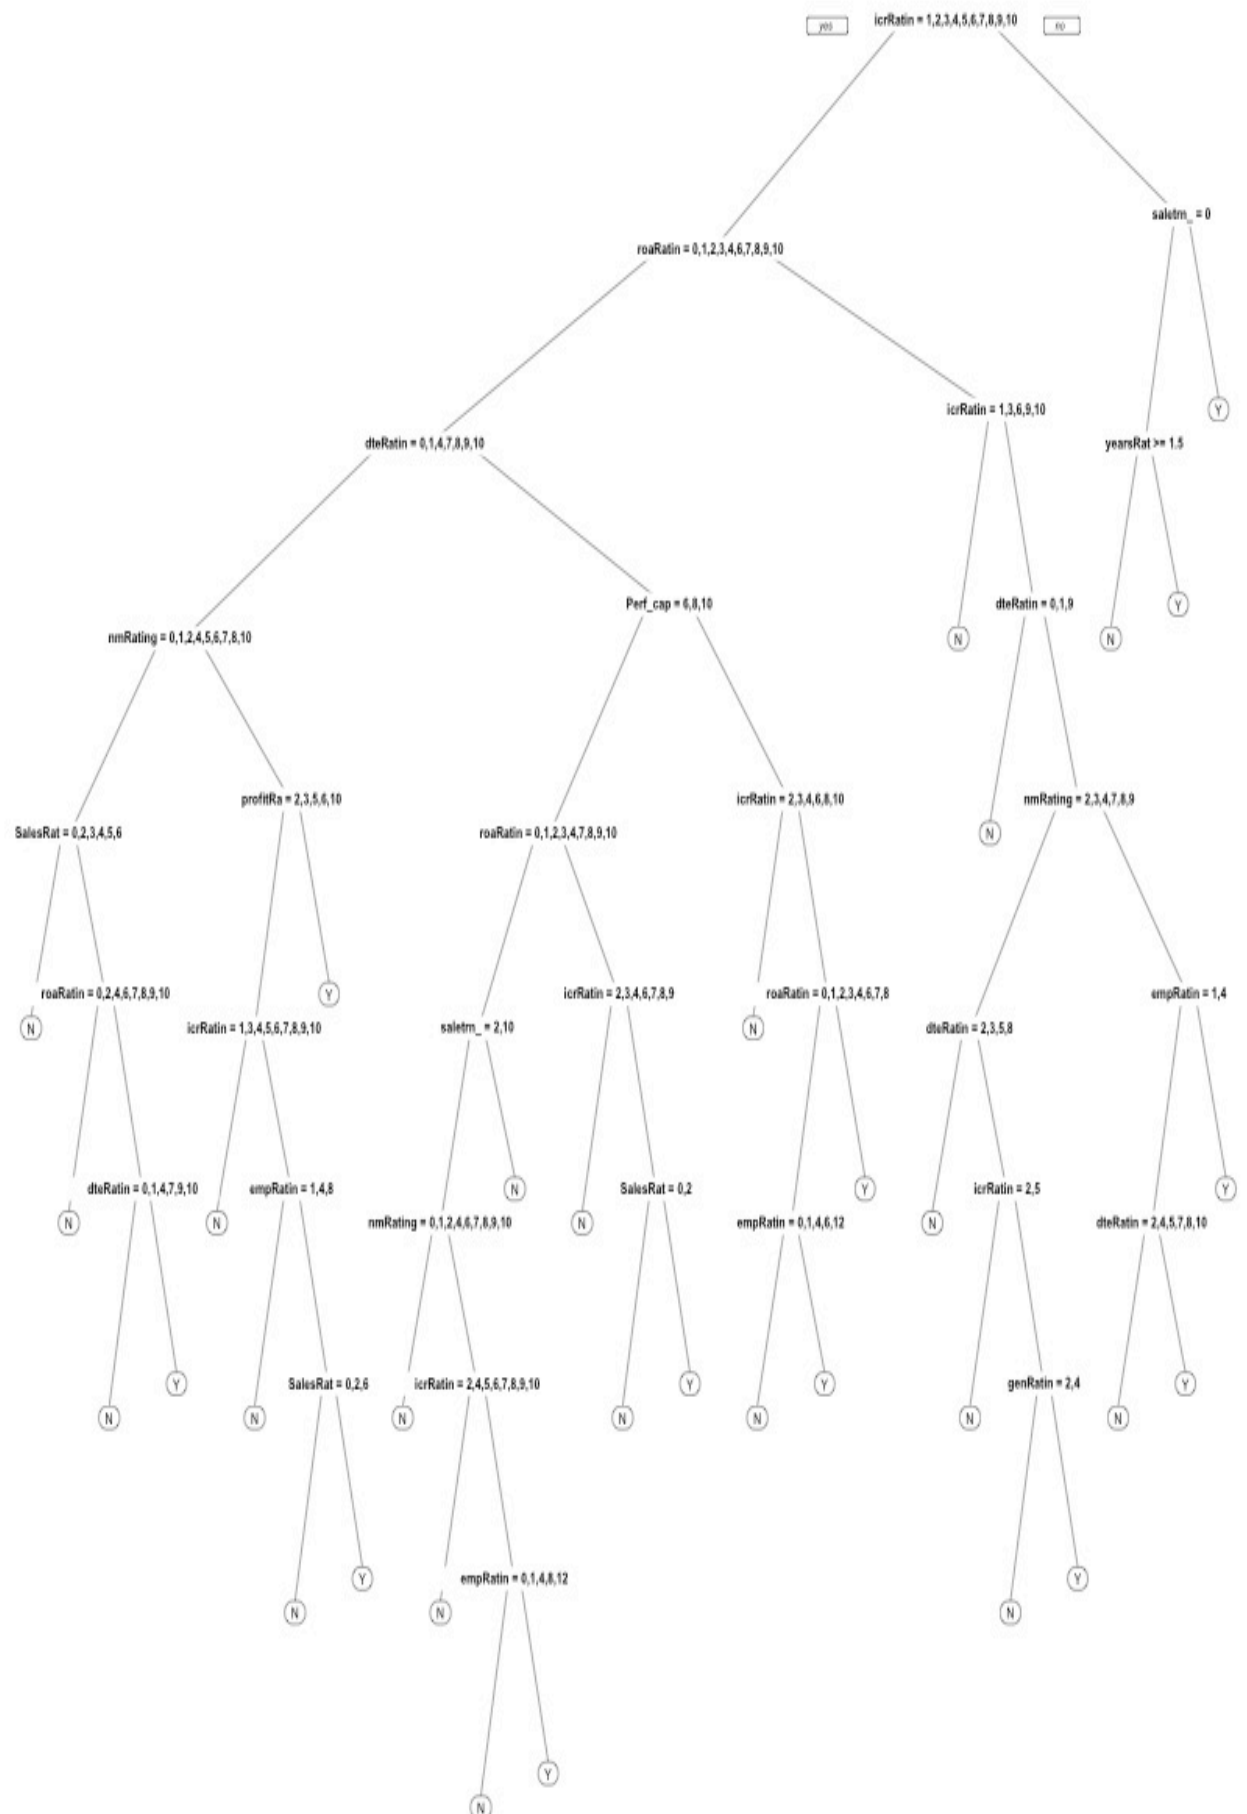 yes icrRatin = 1,2,3,4,5,6,7,8,9,10 no
saletrn_ = 0
roaRatin = 0,1,2,3,4,6,7,8,9,10
Y
icrRatin = 1,3,6,9,10
dteRatin = 0,1,4,7,8,9,10 yearsRat >= 1.5
Perf_cap = 6,8,10 dteRatin = 0,1,9 Y
nmRating = 0,1,2,4,5,6,7,8,10 N N
profitRa = 2,3,5,6,10 icrRatin = 2,3,4,6,8,10 nmRating = 2,3,4,7,8,9
SalesRat = 0,2,3,4,5,6 roaRatin = 0,1,2,3,4,7,8,9,10 N
roaRatin = 0,2,4,6,7,8,9,10 Y icrRatin = 2,3,4,6,7,8,9 roaRatin = 0,1,2,3,4,6,7,8 empRatin = 1,4
N icrRatin = 1,3,4,5,6,7,8,9,10 saletrn_ = 2,10 N dteRatin = 2,3,5,8
dteRatin = 0,1,4,7,9,10 empRatin = 1,4,8 N SalesRat = 0,2 Y icrRatin = 2,5 Y
N N nmRating = 0,1,2,4,6,7,8,9,10 N empRatin = 0,1,4,6,12 N dteRatin = 2,4,5,7,8,10
Y SalesRat = 0,2,6 icrRatin = 2,4,5,6,7,8,9,10 Y Y genRatin = 2,4 Y
N N N N N N N
Y empRatin = 0,1,4,8,12 Y
N N N
Y
N